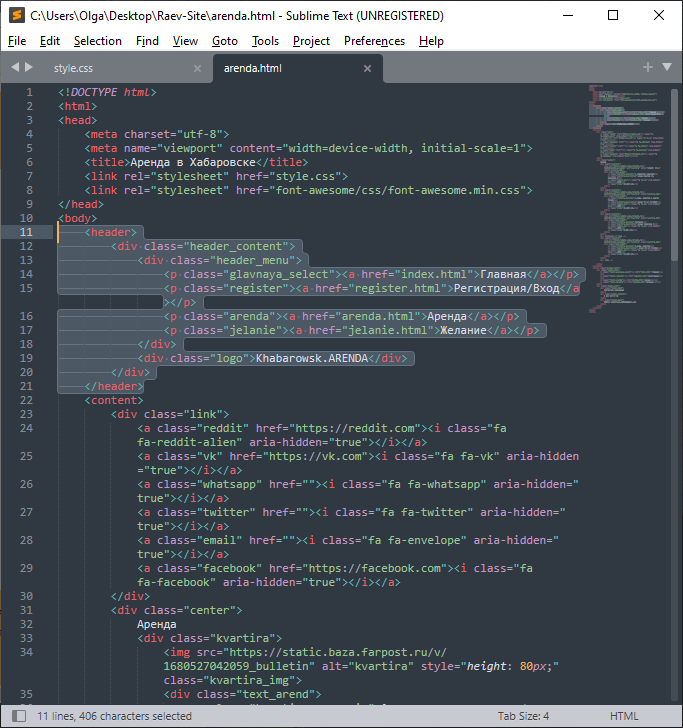 C:\Users\Olga\Desktop\Raev-Site\arenda.html - Sublime Text (UNREGISTERED)
File Edit Selection Find View Goto Tools Project Preferences Help
style.css × arenda.html ×
1 <!DOCTYPE html>
2 <html>
3 <head>
4 <meta charset="utf-8">
5 <meta name="viewport" content="width=device-width, initial-scale=1">
6 <title>Аренда в Хабаровске</title>
7 <link rel="stylesheet" href="style.css">
8 <link rel="stylesheet" href="font-awesome/css/font-awesome.min.css">
9 </head>
10 <body>
11 <header>
12 <div class="header_content">
13 <div class="header_menu">
14 <p class="glavnaya_select"><a href="index.html">Главная</a></p>
15 <p class="register"><a href="register.html">Регистрация/Вход</a
></p>
16 <p class="arenda"><a href="arenda.html">Аренда</a></p>
17 <p class="jelanie"><a href="jelanie.html">Желание</a></p>
18 </div>
19 <div class="logo">Khabarowsk.ARENDA</div>
20 </div>
21 </header>
22 <content>
23 <div class="link">
24 <a class="reddit" href="https://reddit.com"><i class="fa
fa-reddit-alien" aria-hidden="true"></i></a>
25 <a class="vk" href="https://vk.com"><i class="fa fa-vk" aria-hidden
="true"></i></a>
26 <a class="whatsapp" href=""><i class="fa fa-whatsapp" aria-hidden="
true"></i></a>
27 <a class="twitter" href=""><i class="fa fa-twitter" aria-hidden="
true"></i></a>
28 <a class="email" href=""><i class="fa fa-envelope" aria-hidden="
true"></i></a>
29 <a class="facebook" href="https://facebook.com"><i class="fa
fa-facebook" aria-hidden="true"></i></a>
30 </div>
31 <div class="center">
32 Аренда
33 <div class="kvartira">
34 <img src="https://static.baza.farpost.ru/v/
1680527042059_bulletin" alt="kvartira" style="height: 80px;"
class="kvartira_img">
35 <div class="text_arend">
11 lines, 406 characters selected Tab Size: 4 HTML